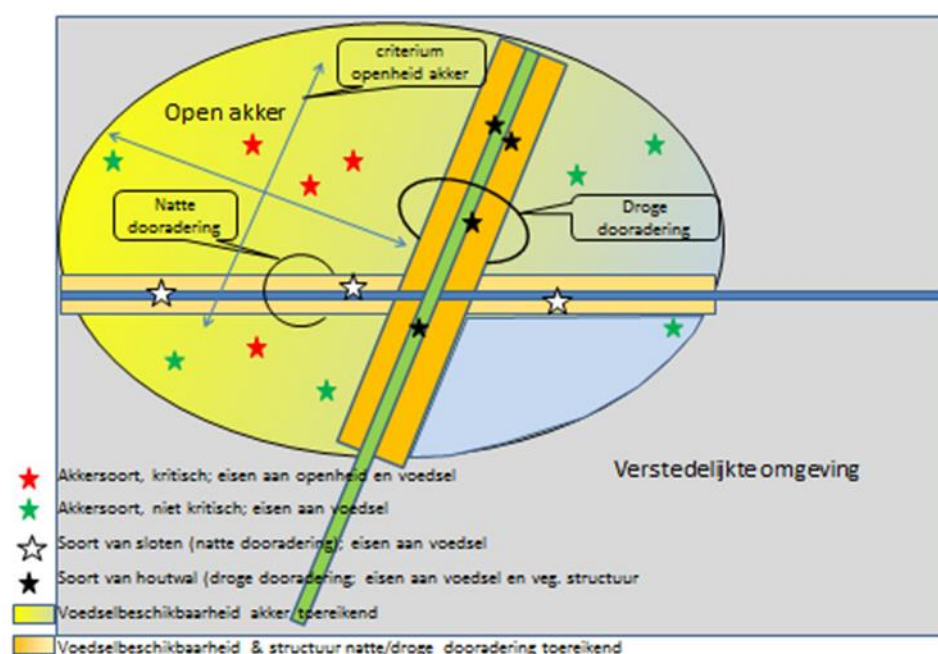 criterium
openheid akker
Open akker
Natte
dooradering
Droge
dooradering
Verstedelijkte omgeving
Akkersoort, kritisch; eisen aan openheid en voedsel
Akkersoort, niet kritisch; eisen aan voedsel
Soort van sloten (natte dooradering); eisen aan voedsel
Soort van houtwal (droge dooradering; eisen aan voedsel en veg. structuur
Voedselbeschikbaarheid akker toereikend
Voedselbeschikbaarheid & structuur natte/droge dooradering toereikend